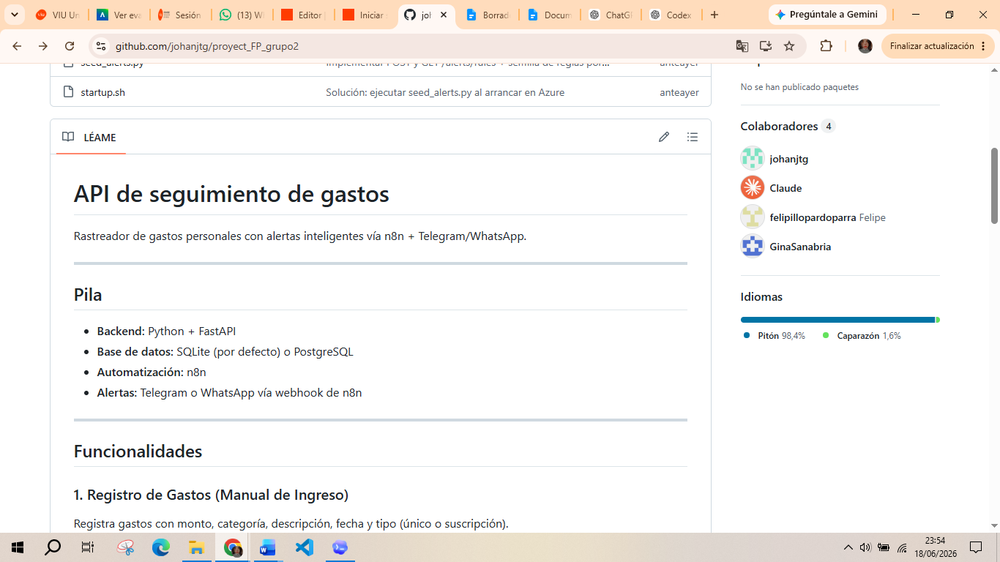 VIU Un
Ver eva
Sesión
(13) W
Editor
Iniciar s
joh
Borrad
Docum
ChatGP
Codex
Pregúntale a Gemini
github.com/johanjtg/proyect_FP_grupo2
Finalizar actualización
seed_alerts.py
Implementar POST y GET /alerts/rules + semilla de reglas por...
anteayer
startup.sh
Solución: ejecutar seed_alerts.py al arrancar en Azure
anteayer
LÉAME
API de seguimiento de gastos
Rastreador de gastos personales con alertas inteligentes vía n8n + Telegram/WhatsApp.
Pila
Backend: Python + FastAPI
Base de datos: SQLite (por defecto) o PostgreSQL
Automatización: n8n
Alertas: Telegram o WhatsApp vía webhook de n8n
Funcionalidades
1. Registro de Gastos (Manual de Ingreso)
Registra gastos con monto, categoría, descripción, fecha y tipo (único o suscripción).
No se han publicado paquetes
Colaboradores 4
johanjtg
Claude
felipillopardoparra Felipe
GinaSanabria
Idiomas
Pitón 98,4% Caparazón 1,6%
23:54
18/06/2026